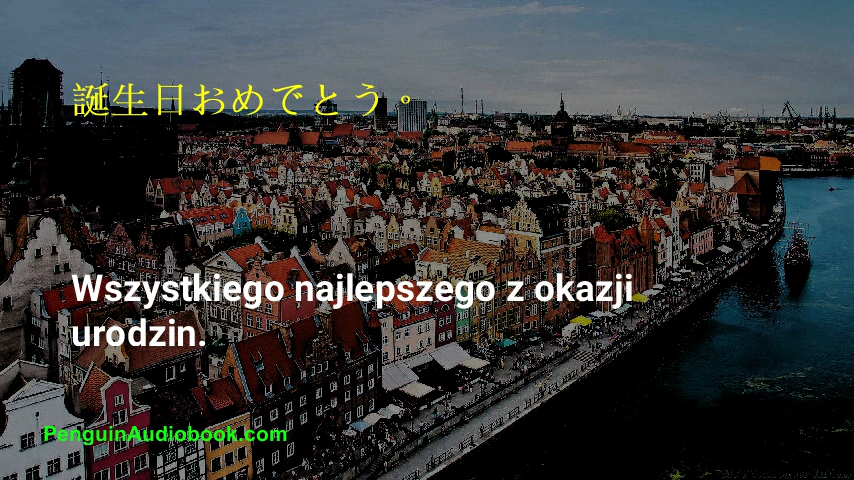 誕生日おめでとう。
Wszystkiego najlepszego z okazji
urodzin.
PenguinAudiobook.com